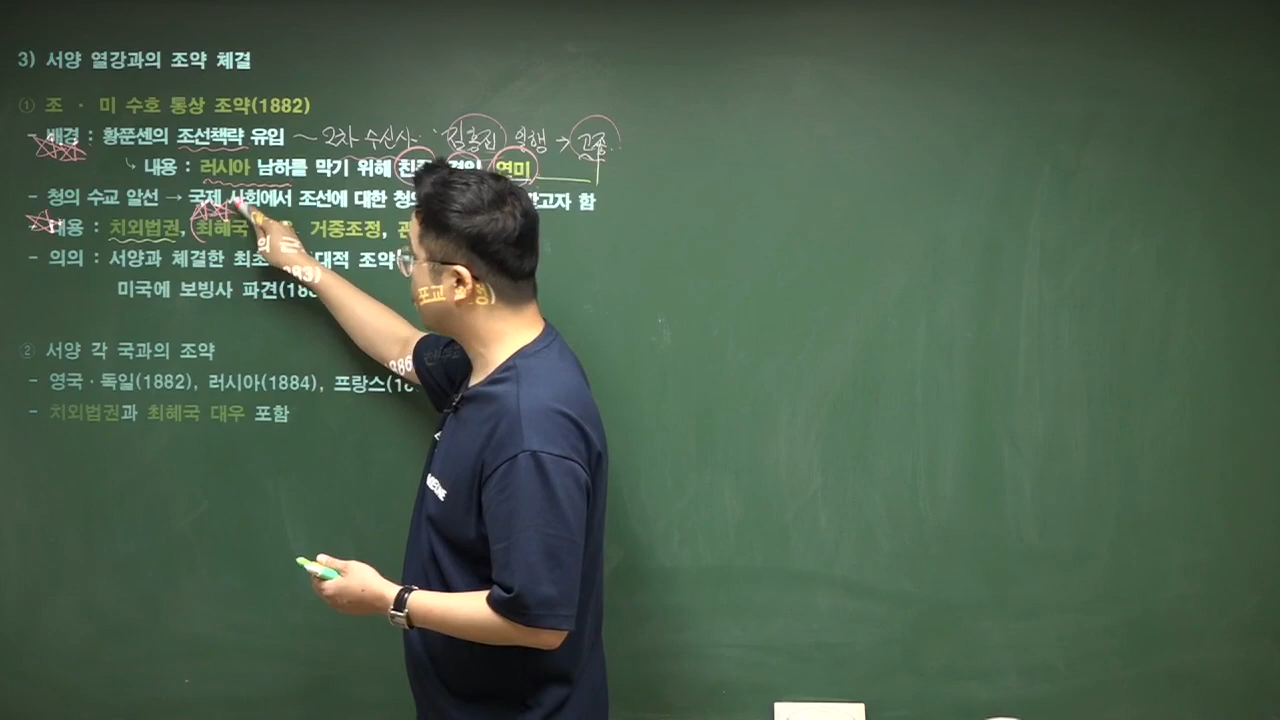 3) 서양 열강과의 조약 체결
① 조 · 미 수호 통상 조약(1882)
- 배경 : 황쭌센의 조선책략 유입 ~ 2차 수신사 김홍집 일행 → 고종
내용 : 러시아 남하를 막기 위해 연미
- 청의 수교 알선 → 국제 사회에서 조선에 대한 청의 고자 함
내용 : 치외법권, 최혜국 거중조정,
- 의의 : 서양과 체결한 최초 대적 조약
미국에 보빙사 파견(188
포교
② 서양 각 국과의 조약
- 영국·독일(1882), 러시아(1884), 프랑스(18
- 치외법권과 최혜국 대우 포함